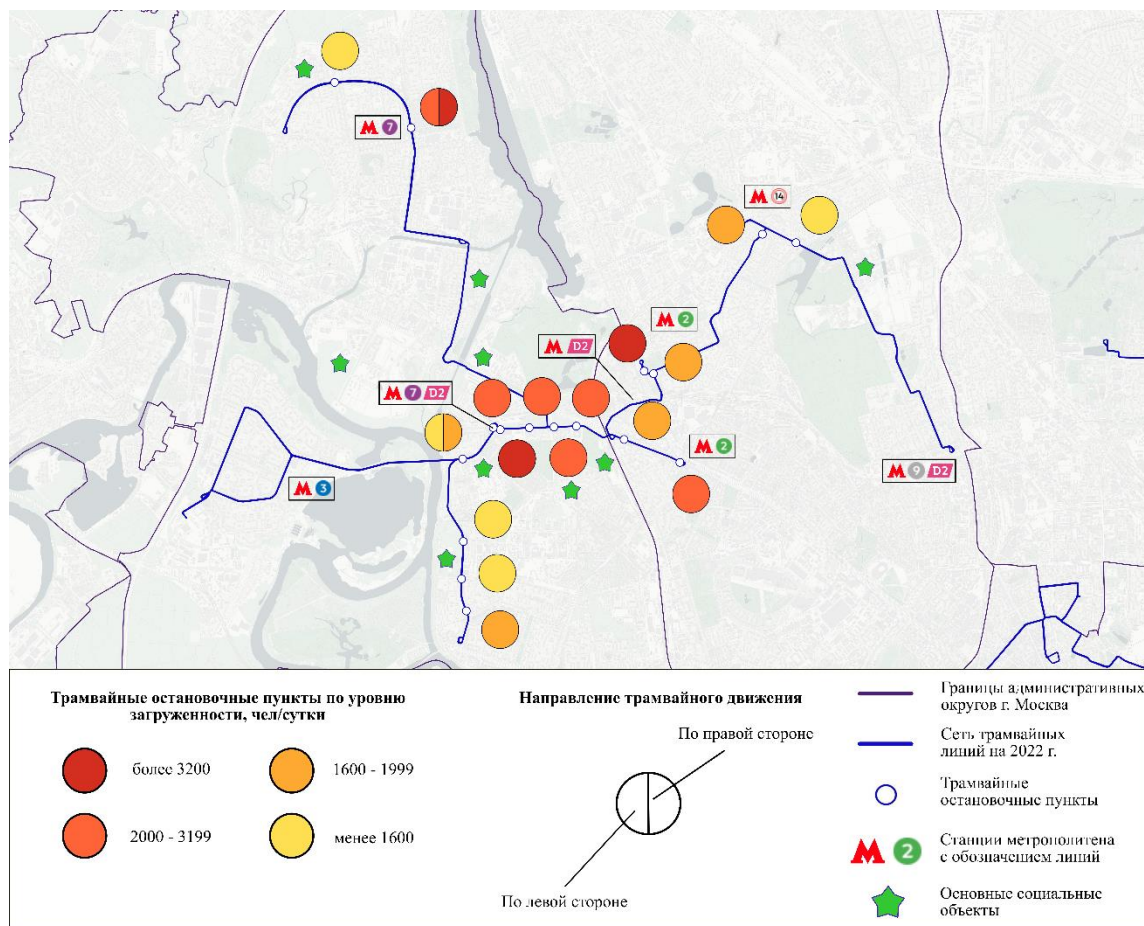 М 7
М 14
М 2
М D2
М 7 D2
М 2
М 9 D2
М 3
Трамвайные остановочные пункты по уровню
загруженности, чел/сутки
более 3200
1600 - 1999
2000 - 3199
менее 1600
Направление трамвайного движения
По правой стороне
По левой стороне
Границы административных
округов г. Москва
Сеть трамвайных
линий на 2022 г.
Трамвайные
остановочные пункты
М 2
Станции метрополитена
с обозначением линий
Основные социальные
объекты